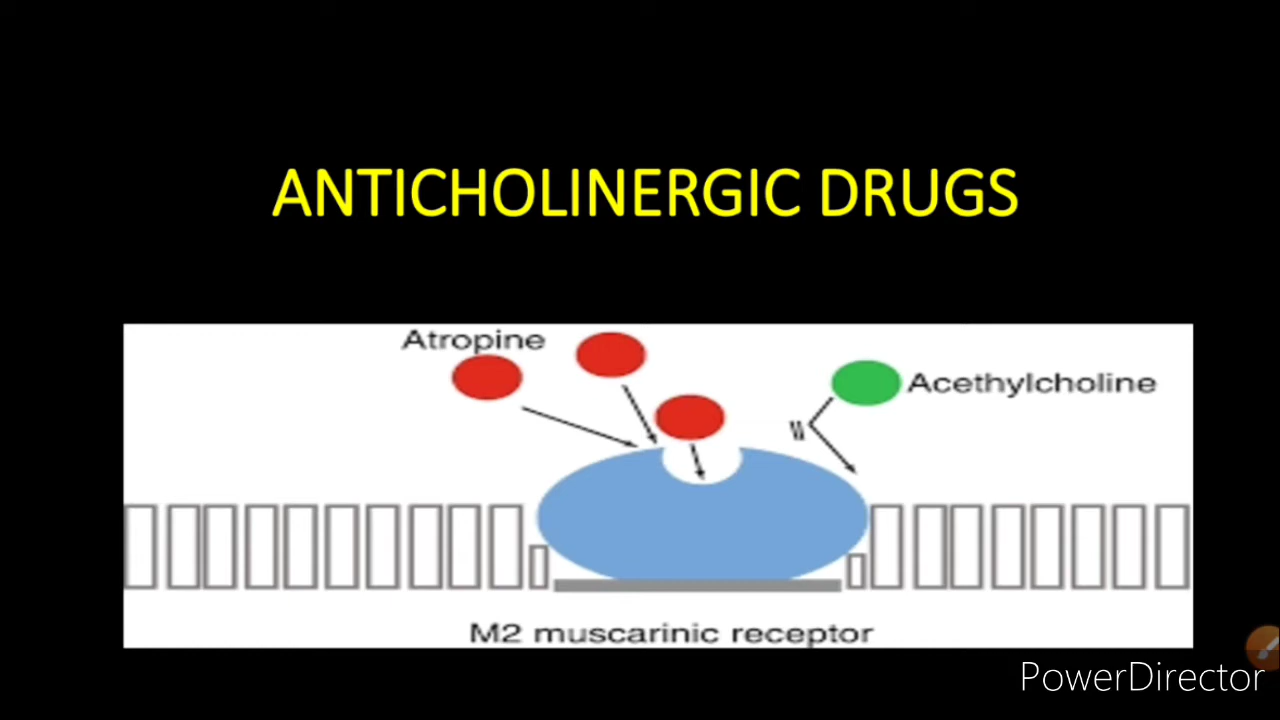 ANTICHOLINERGIC DRUGS
Atropine
Acethylcholine
M2 muscarinic receptor
PowerDirector